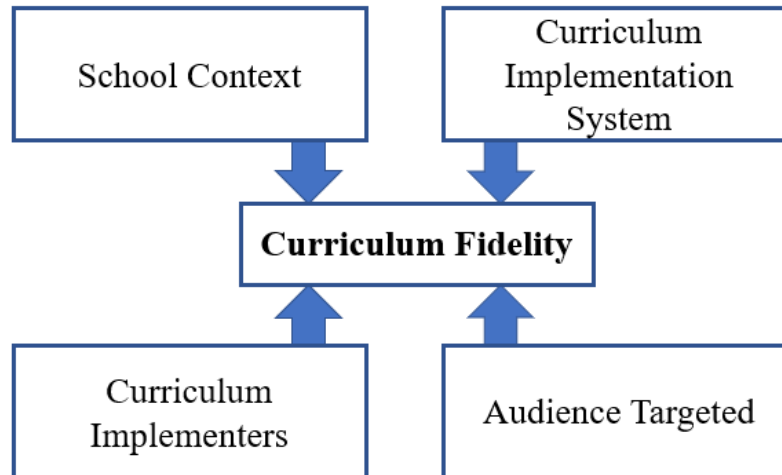 School Context
Curriculum
Implementation
System
Curriculum Fidelity
Curriculum
Implementers
Audience Targeted